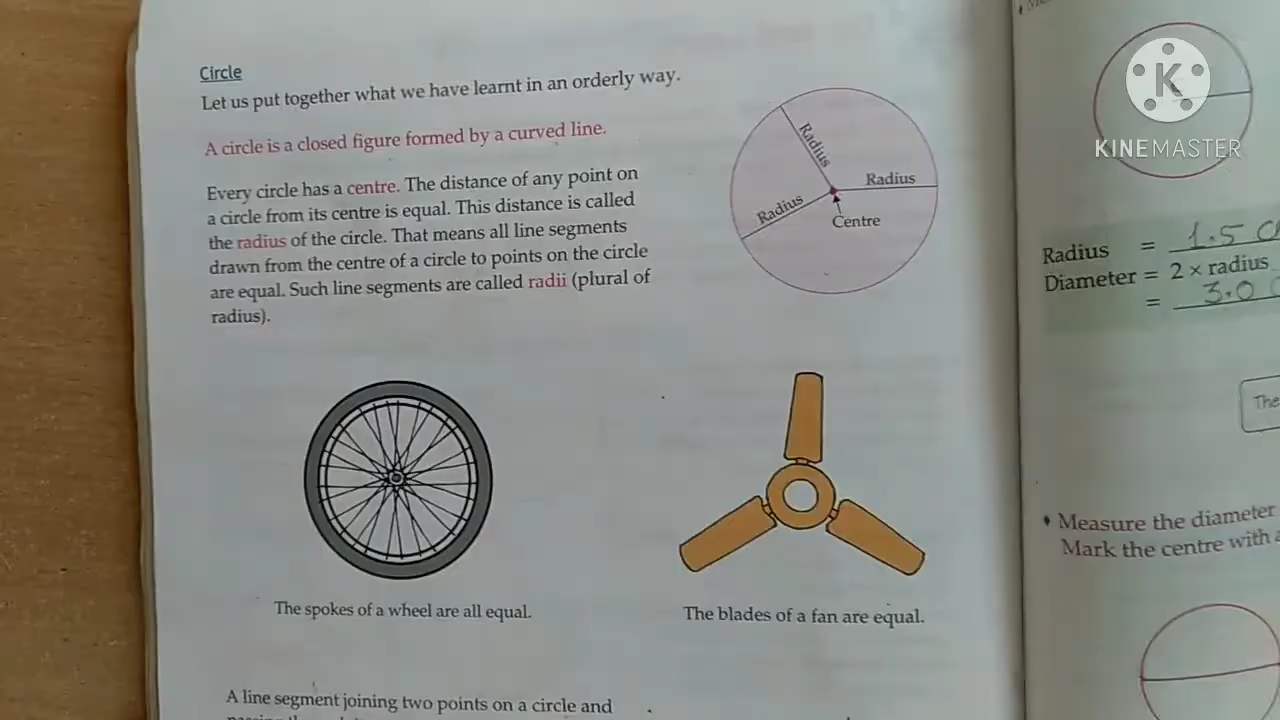 Circle
Let us put together what we have learnt in an orderly way.
A circle is a closed figure formed by a curved line.
Every circle has a centre. The distance of any point on
a circle from its centre is equal. This distance is called
the radius of the circle. That means all line segments
drawn from the centre of a circle to points on the circle
are equal. Such line segments are called radii (plural of
radius).
Radius
Radius
Radius
Centre
The spokes of a wheel are all equal.
The blades of a fan are equal.
A line segment joining two points on a circle and
K
KINEMASTER
Radius = 1.5
Diameter = 2 × radius
= 3.0
The
♦ Measure the diameter
Mark the centre with